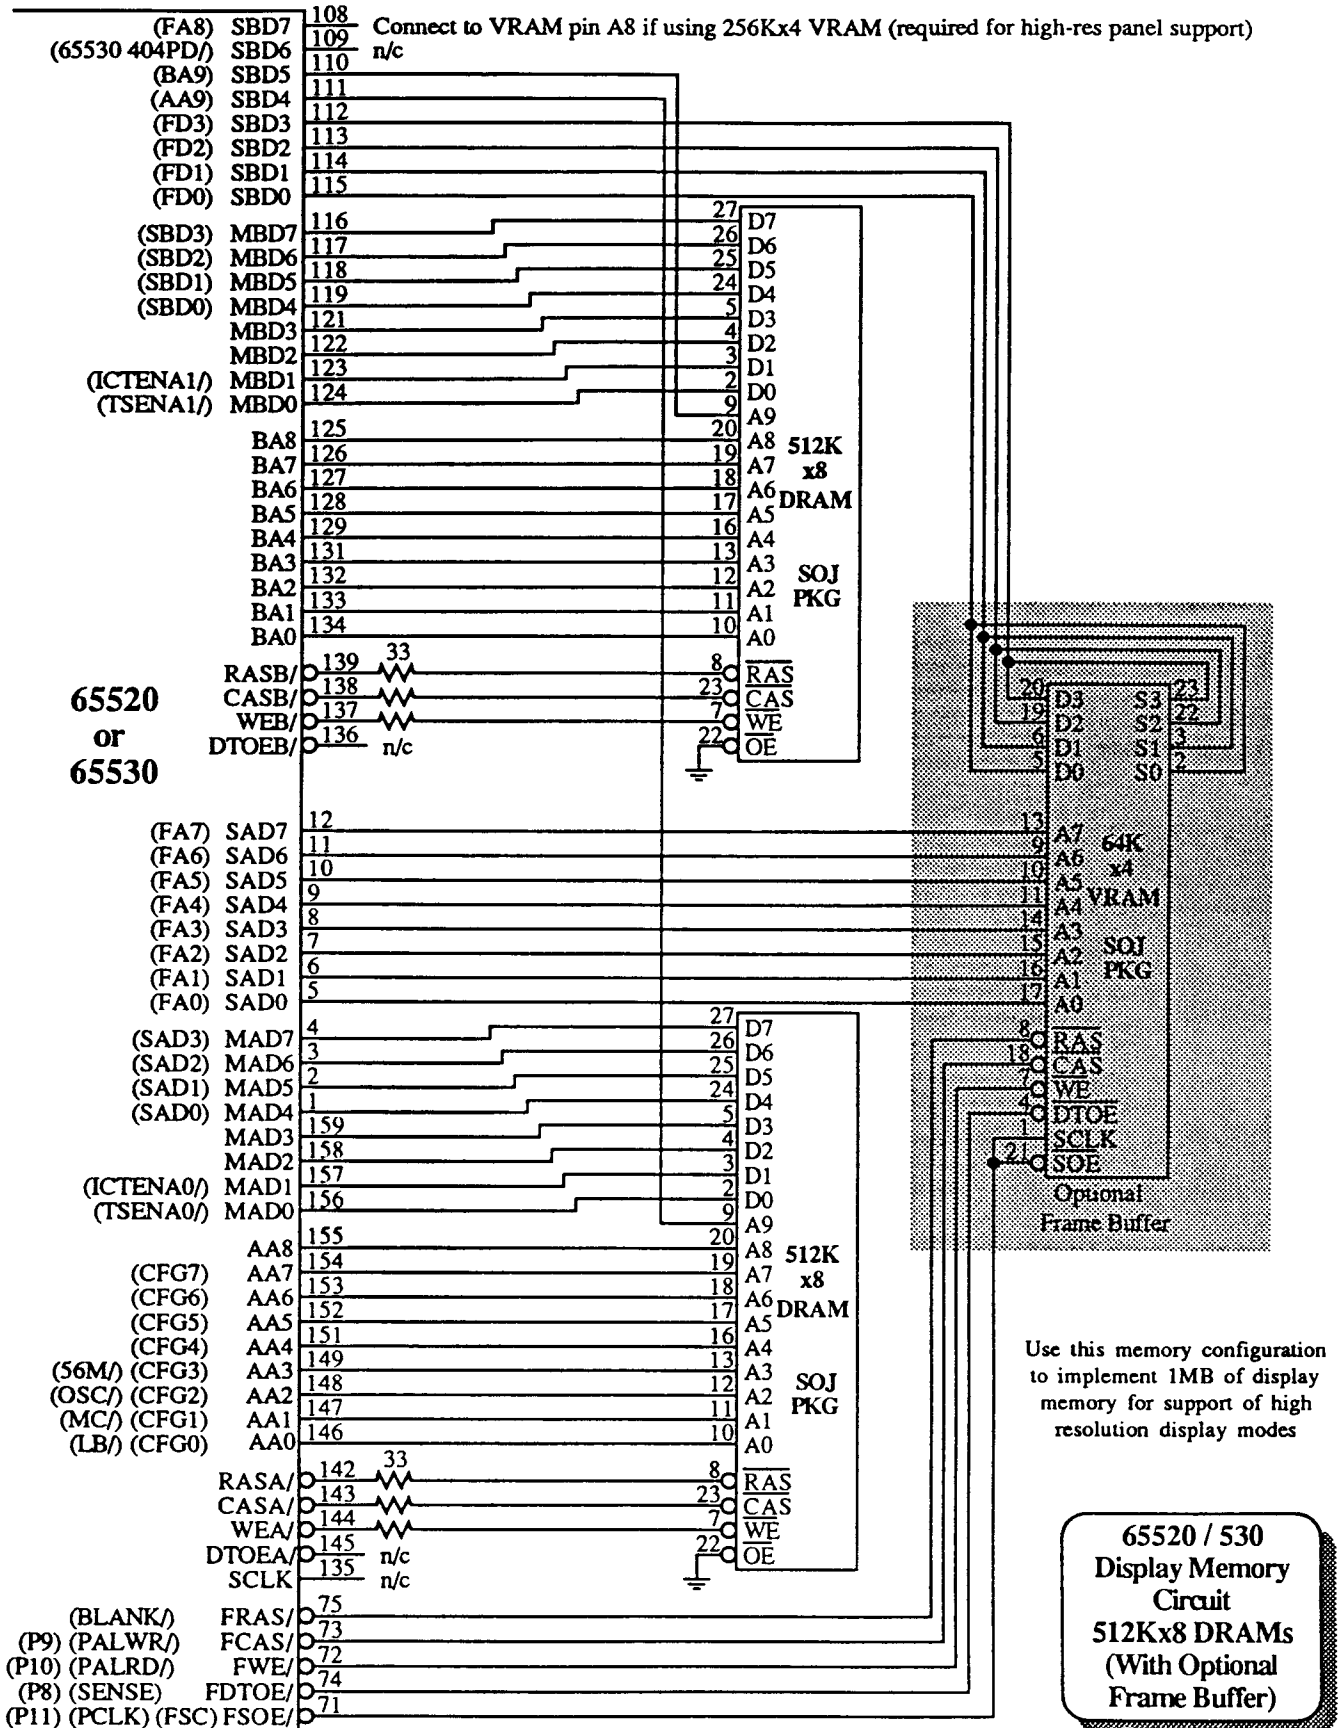 (FA8) SBD7 108 Connect to VRAM pin A8 if using 256Kx4 VRAM (required for high-res panel support)
(65530 404PD/) SBD6 109 n/c
(BA9) SBD5 110
(AA9) SBD4 111
(FD3) SBD3 112
(FD2) SBD2 113
(FD1) SBD1 114
(FD0) SBD0 115
(SBD3) MBD7 116 27 D7
(SBD2) MBD6 117 26 D6
(SBD1) MBD5 118 25 D5
(SBD0) MBD4 119 24 D4
MBD3 121 5 D3
MBD2 122 4 D2
(ICTENA1/) MBD1 123 3 D1
(TSENA1/) MBD0 124 2 D0
9 A9
BA8 125 20 A8
BA7 126 19 A7
BA6 127 18 A6
BA5 128 17 A5
BA4 129 16 A4
BA3 131 13 A3
BA2 132 12 A2
BA1 133 11 A1
BA0 134 10 A0
512K
x8
DRAM
SOJ
PKG
RASB/ 139 33 8 RAS
CASB/ 138 23 CAS
WEB/ 137 7 WE
DTOEB/ 136 n/c 22 OE
65520
or
65530
20 D3 S3 23
19 D2 S2 22
6 D1 S1 3
5 D0 S0 2
(FA7) SAD7 12 13 A7
(FA6) SAD6 11 9 A6
(FA5) SAD5 10 10 A5
(FA4) SAD4 9 11 A4
(FA3) SAD3 8 14 A3
(FA2) SAD2 7 15 A2
(FA1) SAD1 6 16 A1
(FA0) SAD0 5 17 A0
64K
x4
VRAM
SOJ
PKG
8 RAS
18 CAS
7 WE
4 DTOE
1 SCLK
21 SOE
Optional
Frame Buffer
(SAD3) MAD7 4 27 D7
(SAD2) MAD6 3 26 D6
(SAD1) MAD5 2 25 D5
(SAD0) MAD4 1 24 D4
MAD3 159 5 D3
MAD2 158 4 D2
(ICTENA0/) MAD1 157 3 D1
(TSENA0/) MAD0 156 2 D0
9 A9
AA8 155 20 A8
(CFG7) AA7 154 19 A7
(CFG6) AA6 153 18 A6
(CFG5) AA5 152 17 A5
(CFG4) AA4 151 16 A4
(56M/) (CFG3) AA3 149 13 A3
(OSC/) (CFG2) AA2 148 12 A2
(MC/) (CFG1) AA1 147 11 A1
(LB/) (CFG0) AA0 146 10 A0
512K
x8
DRAM
SOJ
PKG
RASA/ 142 33 8 RAS
CASA/ 143 23 CAS
WEA/ 144 7 WE
DTOEA/ 145 n/c 22 OE
SCLK 135 n/c
(BLANK/) FRAS/ 75
(P9) (PALWR/) FCAS/ 73
(P10) (PALRD/) FWE/ 72
(P8) (SENSE) FDTOE/ 74
(P11) (PCLK) (FSC) FSOE/ 71
Use this memory configuration
to implement 1MB of display
memory for support of high
resolution display modes
65520 / 530
Display Memory
Circuit
512Kx8 DRAMs
(With Optional
Frame Buffer)